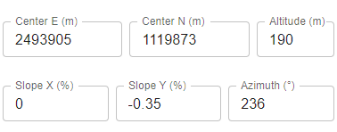 Center E (m) Center N (m) Altitude (m)
2493905 1119873 190
Slope X (%) Slope Y (%) Azimuth (°)
0 -0.35 236